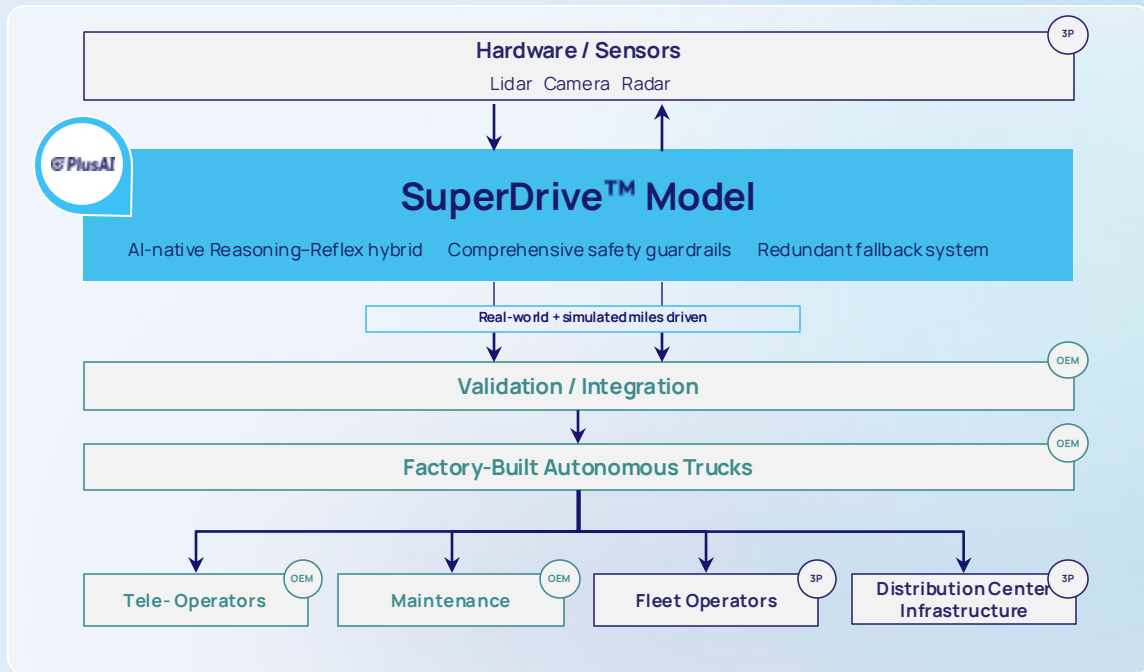 3P
Hardware / Sensors
Lidar Camera Radar
PlusAI
SuperDrive™ Model
AI-native Reasoning–Reflex hybrid Comprehensive safety guardrails Redundant fallback system
Real-world + simulated miles driven
OEM
Validation / Integration
OEM
Factory-Built Autonomous Trucks
OEM
Tele- Operators
OEM
Maintenance
3P
Fleet Operators
3P
Distribution Center
Infrastructure